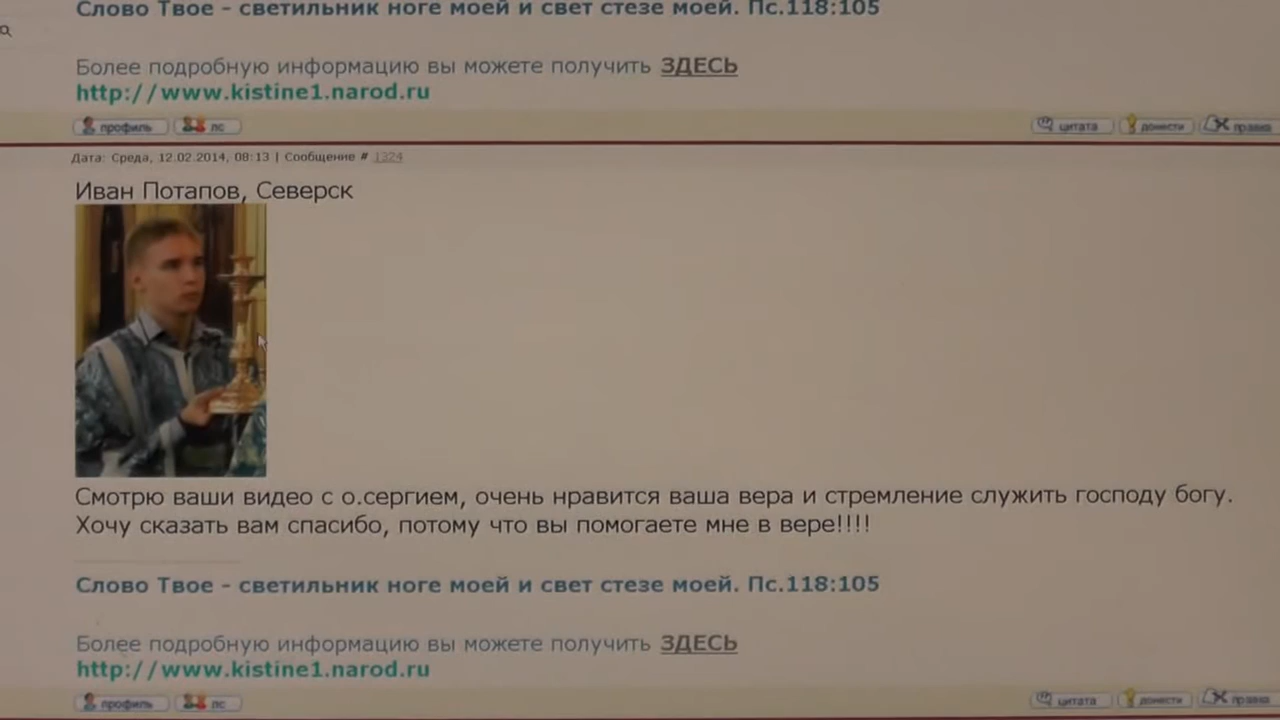 Слово Твое - светильник ноге моей и свет стезе моей. Пс.118:105
Более подробную информацию вы можете получить ЗДЕСЬ
http://www.kistine1.narod.ru
профиль лс цитата донести правка
Дата: Среда, 12.02.2014, 08:13 | Сообщение # 1324
Иван Потапов, Северск
Смотрю ваши видео с о.сергием, очень нравится ваша вера и стремление служить господу богу.
Хочу сказать вам спасибо, потому что вы помогаете мне в вере!!!!
Слово Твое - светильник ноге моей и свет стезе моей. Пс.118:105
Более подробную информацию вы можете получить ЗДЕСЬ
http://www.kistine1.narod.ru
профиль лс цитата донести правка